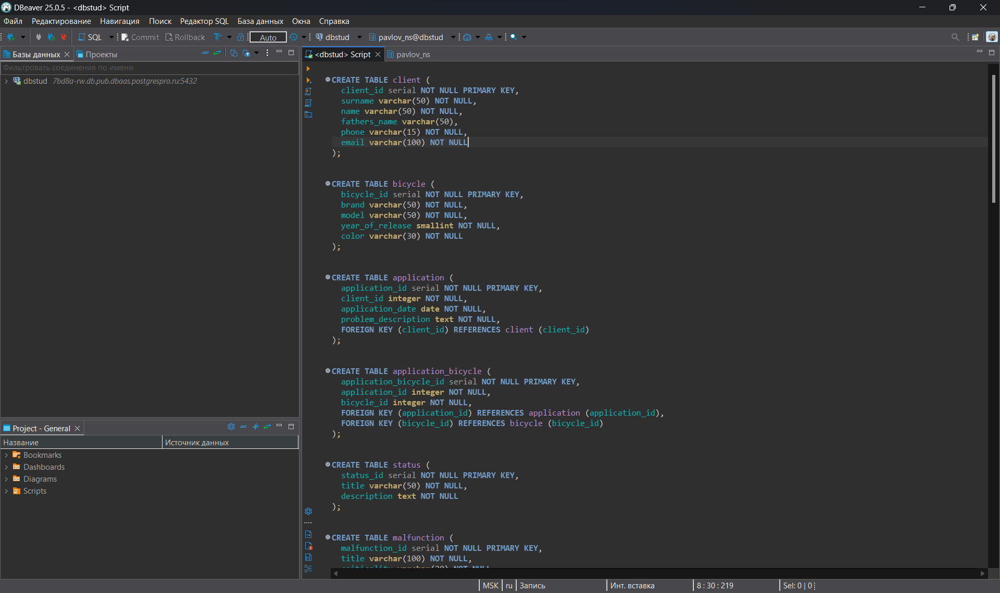 DBeaver 25.0.5 - <dbstud> Script
Файл Редактирование Навигация Поиск Редактор SQL База данных Окна Справка
SQL Commit Rollback Auto dbstud pavlov_ns@dbstud
Базы данных Проекты
Фильтровать соединения по имени
dbstud 7bd8a-rw.db.pub.dbaas.postgrespro.ru:5432
Project - General
Название Источник данных
Bookmarks
Dashboards
Diagrams
Scripts
<dbstud> Script pavlov_ns
CREATE TABLE client (
client_id serial NOT NULL PRIMARY KEY,
surname varchar(50) NOT NULL,
name varchar(50) NOT NULL,
fathers_name varchar(50),
phone varchar(15) NOT NULL,
email varchar(100) NOT NULL
);
CREATE TABLE bicycle (
bicycle_id serial NOT NULL PRIMARY KEY,
brand varchar(50) NOT NULL,
model varchar(50) NOT NULL,
year_of_release smallint NOT NULL,
color varchar(30) NOT NULL
);
CREATE TABLE application (
application_id serial NOT NULL PRIMARY KEY,
client_id integer NOT NULL,
application_date date NOT NULL,
problem_description text NOT NULL,
FOREIGN KEY (client_id) REFERENCES client (client_id)
);
CREATE TABLE application_bicycle (
application_bicycle_id serial NOT NULL PRIMARY KEY,
application_id integer NOT NULL,
bicycle_id integer NOT NULL,
FOREIGN KEY (application_id) REFERENCES application (application_id),
FOREIGN KEY (bicycle_id) REFERENCES bicycle (bicycle_id)
);
CREATE TABLE status (
status_id serial NOT NULL PRIMARY KEY,
title varchar(50) NOT NULL,
description text NOT NULL
);
CREATE TABLE malfunction (
malfunction_id serial NOT NULL PRIMARY KEY,
title varchar(100) NOT NULL,
MSK ru Запись Инт. вставка 8 : 30 : 219 Sel: 0 | 0